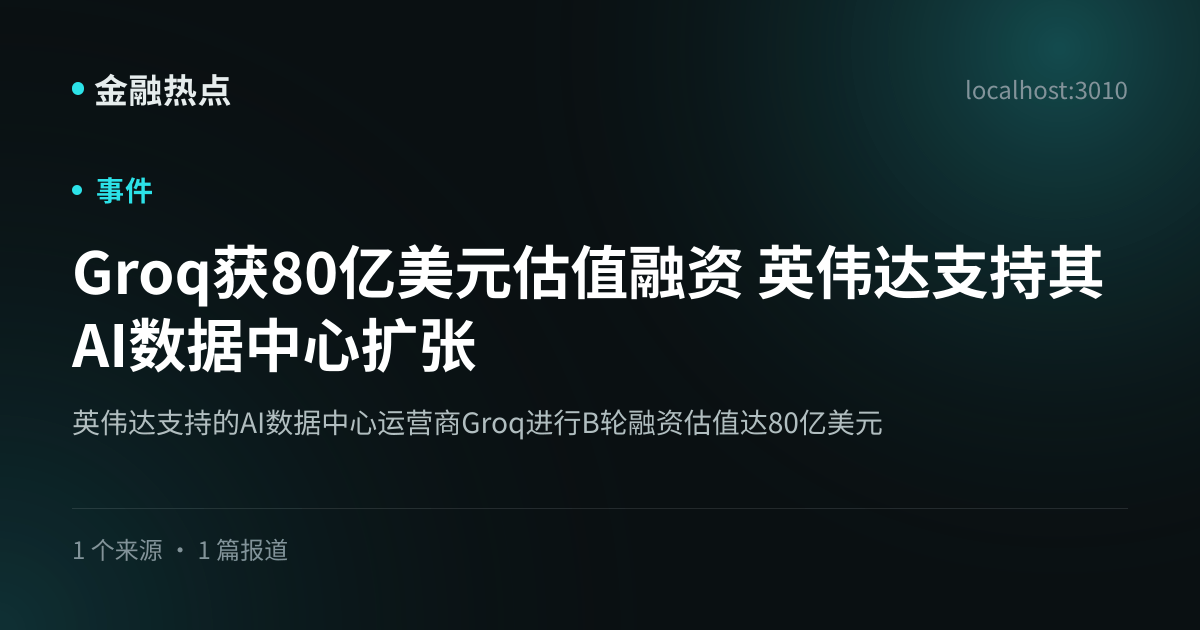 金融热点
localhost:3010
事件
Groq获80亿美元估值融资 英伟达支持其
AI数据中心扩张
英伟达支持的AI数据中心运营商Groq进行B轮融资估值达80亿美元
1 个来源 · 1 篇报道